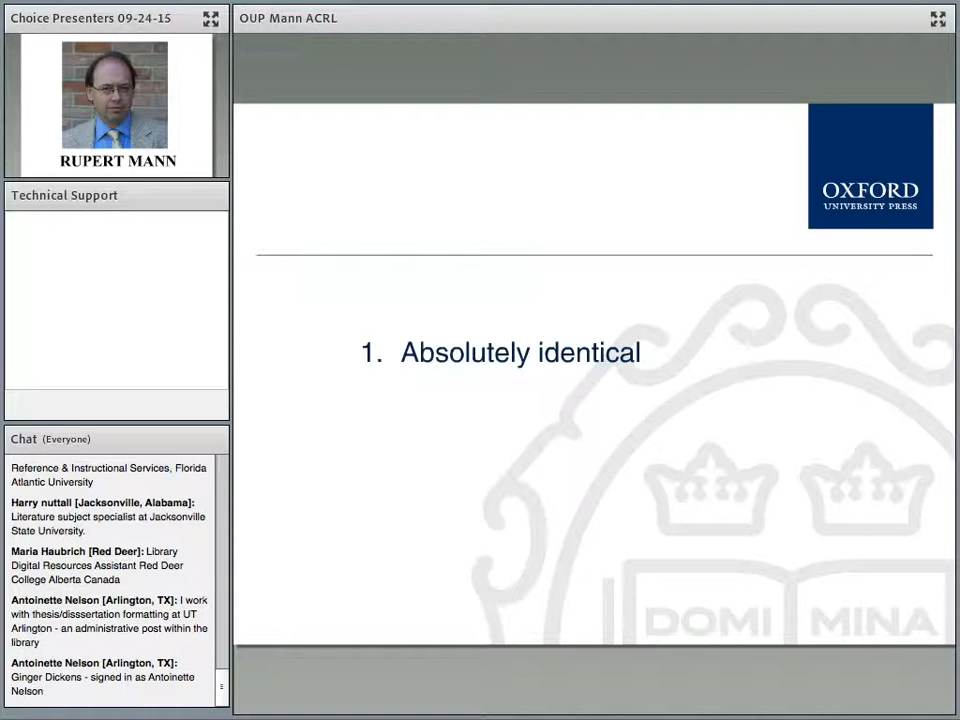 Choice Presenters 09-24-15
RUPERT MANN
Technical Support
Chat (Everyone)
Reference & Instructional Services, Florida
Atlantic University
Harry nuttall [Jacksonville, Alabama]:
Literature subject specialist at Jacksonville
State University.
Maria Haubrich [Red Deer]: Library
Digital Resources Assistant Red Deer
College Alberta Canada
Antoinette Nelson [Arlington, TX]: I work
with thesis/disssertation formatting at UT
Arlington - an administrative post within the
library
Antoinette Nelson [Arlington, TX]:
Ginger Dickens - signed in as Antoinette
Nelson
OUP Mann ACRL
OXFORD
UNIVERSITY PRESS
1. Absolutely identical
DOMI MINA